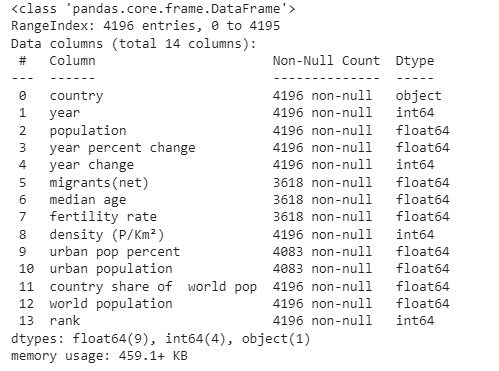 <class 'pandas.core.frame.DataFrame'>
RangeIndex: 4196 entries, 0 to 4195
Data columns (total 14 columns):
 #   Column                       Non-Null Count  Dtype
---  ------                       --------------  -----
 0   country                      4196 non-null   object
 1   year                         4196 non-null   int64
 2   population                   4196 non-null   float64
 3   year percent change          4196 non-null   float64
 4   year change                  4196 non-null   int64
 5   migrants(net)                3618 non-null   float64
 6   median age                   3618 non-null   float64
 7   fertility rate               3618 non-null   float64
 8   density (P/Km²)              4196 non-null   int64
 9   urban pop percent            4083 non-null   float64
 10  urban population             4083 non-null   float64
 11  country share of  world pop  4196 non-null   float64
 12  world population             4196 non-null   float64
 13  rank                         4196 non-null   int64
dtypes: float64(9), int64(4), object(1)
memory usage: 459.1+ KB